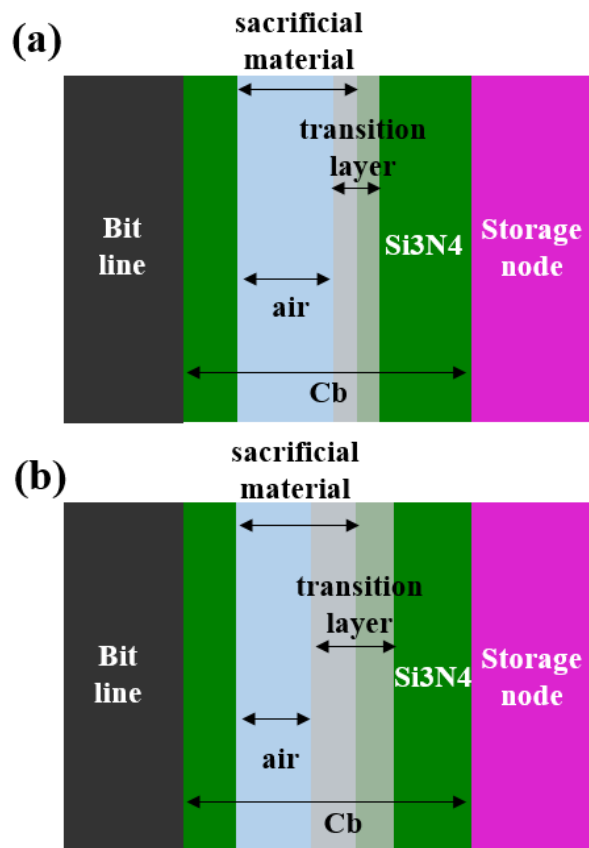 (a)
sacrificial
material
transition
layer
Bit
line
Si3N4
Storage
node
air
Cb
(b)
sacrificial
material
transition
layer
Bit
line
Si3N4
Storage
node
air
Cb